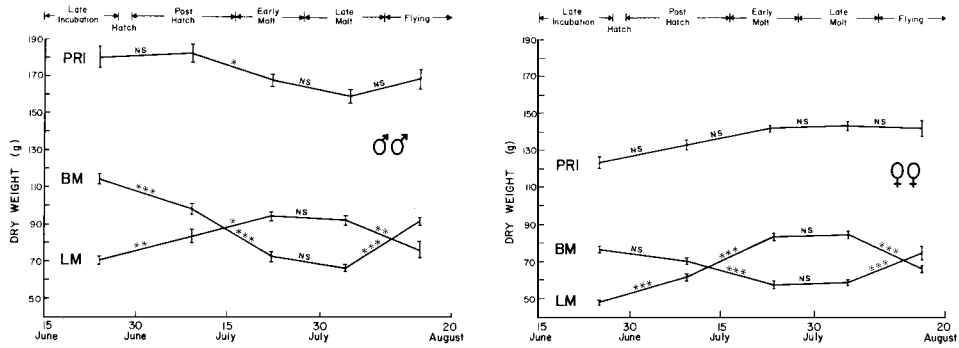 Late Incubation Hatch Post Hatch Early Molt Late Molt Flying
190
170
150
130
110
90
70
50
DRY WEIGHT (g)
PRI
NS
*
NS
NS
♂♂
BM
***
***
NS
***
LM
**
NS
15 June
30 June
15 July
30 July
20 August
Late Incubation Hatch Post Hatch Early Molt Late Molt Flying
190
170
150
130
110
90
70
50
DRY WEIGHT (g)
PRI
NS
NS
NS
NS
♀♀
BM
NS
***
NS
***
LM
***
***
NS
***
15 June
30 June
15 July
30 July
20 August